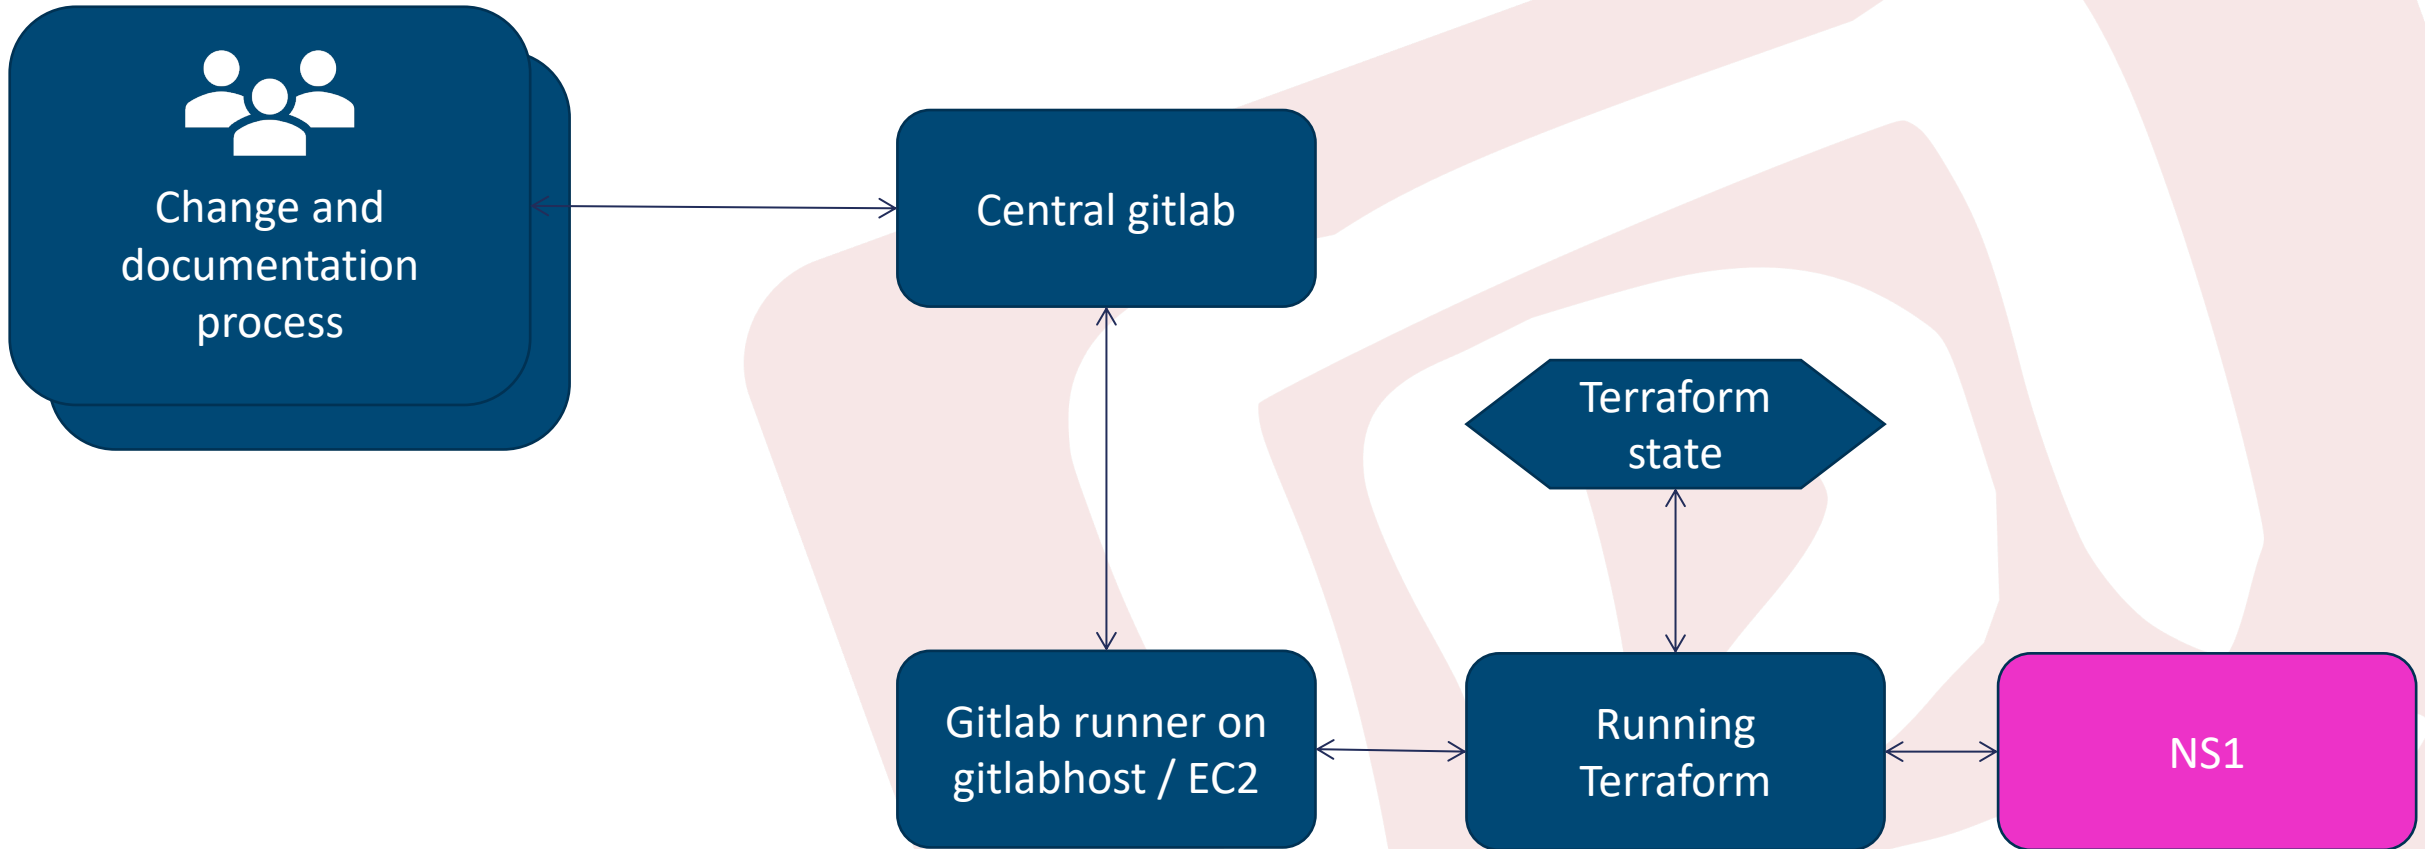 Change and
documentation
process
Central gitlab
Terraform
state
Gitlab runner on
gitlabhost / EC2
Running
Terraform
NS1